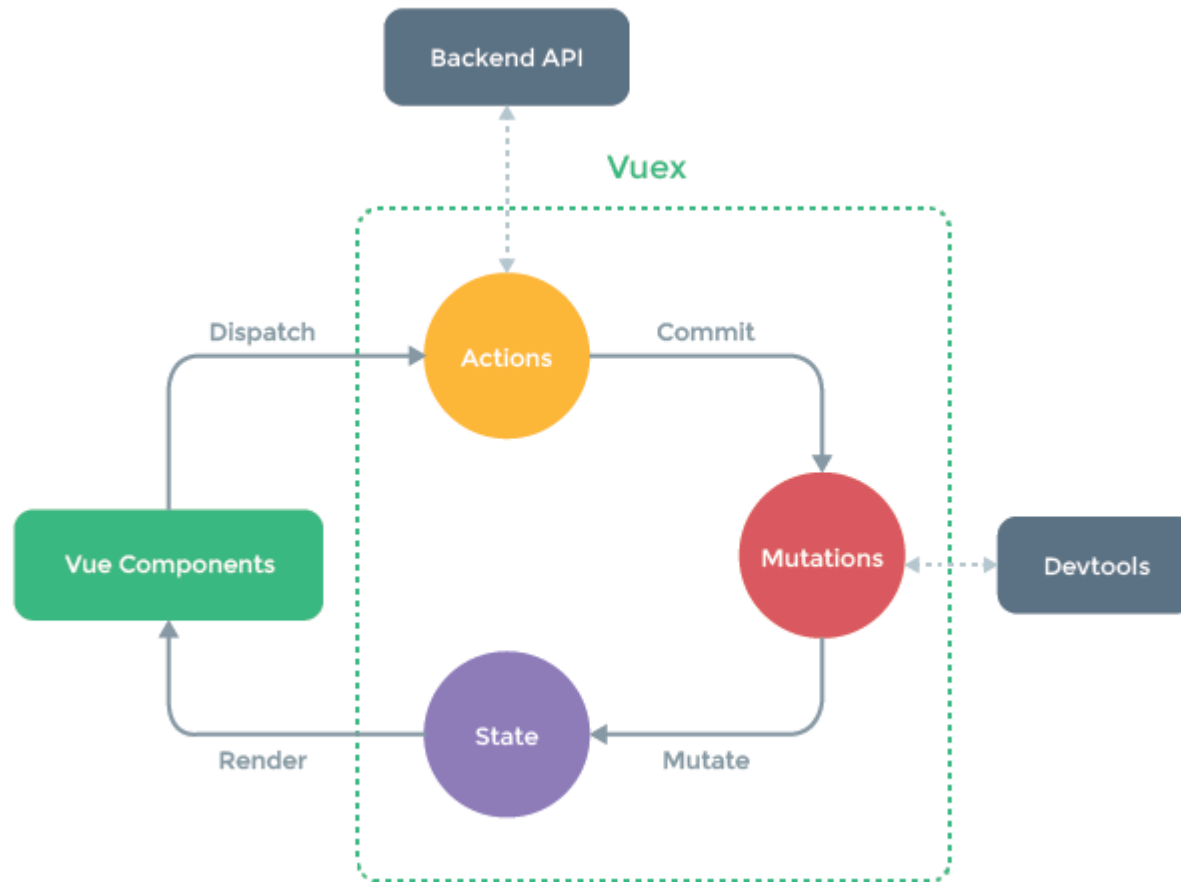 Backend API
Vuex
Dispatch
Commit
Actions
Vue Components
Mutations
Devtools
State
Render
Mutate